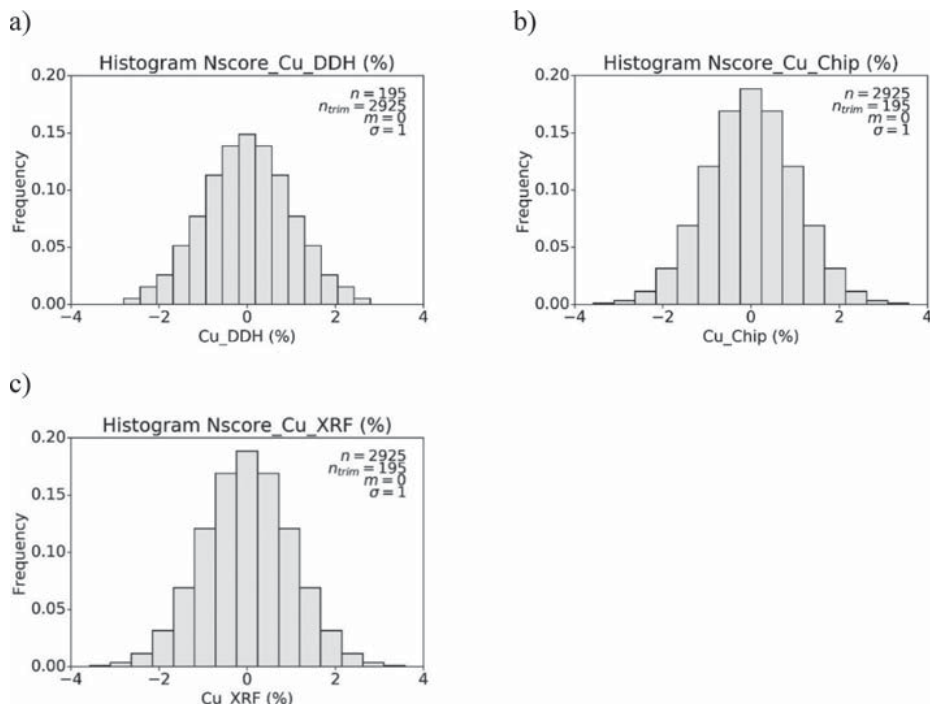 a)
Histogram Nscore_Cu_DDH (%)
n = 195
n_trim = 2925
m = 0
σ = 1
0.20
0.15
0.10
0.05
0.00
Frequency
−4 −2 0 2 4
Cu_DDH (%)
b)
Histogram Nscore_Cu_Chip (%)
n = 2925
n_trim = 195
m = 0
σ = 1
0.20
0.15
0.10
0.05
0.00
Frequency
−4 −2 0 2 4
Cu_Chip (%)
c)
Histogram Nscore_Cu_XRF (%)
n = 2925
n_trim = 195
m = 0
σ = 1
0.20
0.15
0.10
0.05
0.00
Frequency
−4 −2 0 2 4
Cu_XRF (%)